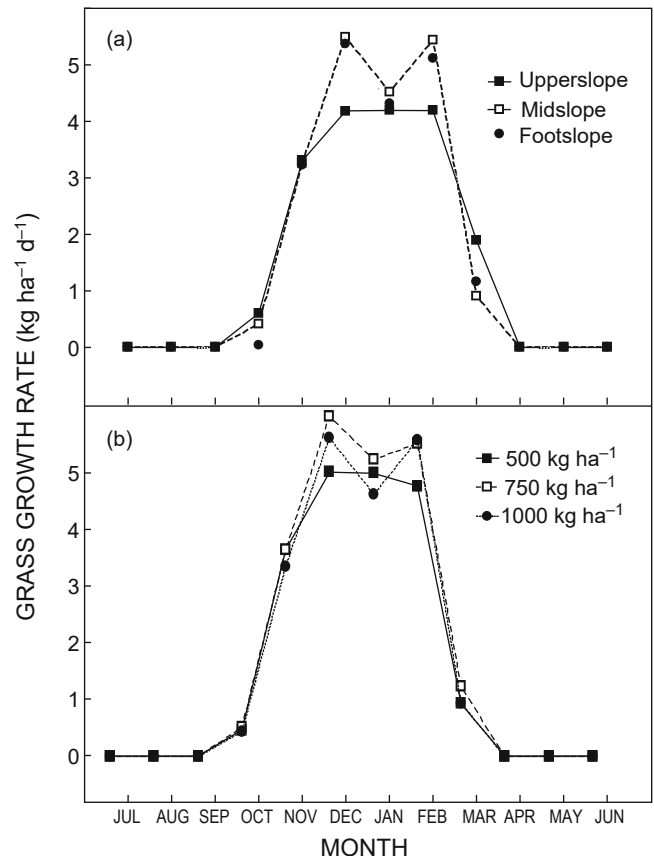 (a)
5
4
3
2
1
0
Upperslope
Midslope
Footslope
GRASS GROWTH RATE (kg ha⁻¹ d⁻¹)
(b)
5
4
3
2
1
0
500 kg ha⁻¹
750 kg ha⁻¹
1000 kg ha⁻¹
JUL AUG SEP OCT NOV DEC JAN FEB MAR APR MAY JUN
MONTH